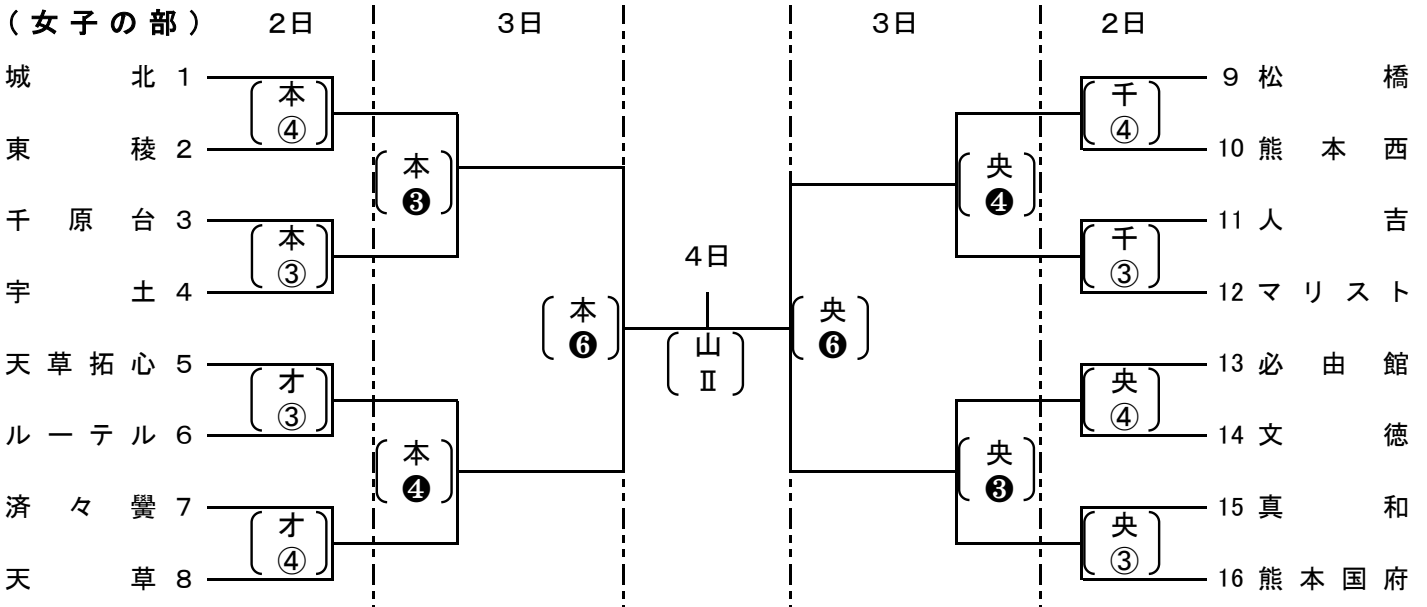 (女子の部) 2日 3日 3日 2日
城北 1 9 松橋
本④ 千④
東稜 2 10 熊本西
本❸ 央❹
千原台 3 11 人吉
本③ 千③
宇土 4 12 マリスト
4日
本❻ 山Ⅱ 央❻
天草拓心 5 13 必由館
才③ 央④
ルーテル 6 14 文徳
本❹ 央❸
済々黌 7 15 真和
才④ 央③
天草 8 16 熊本国府